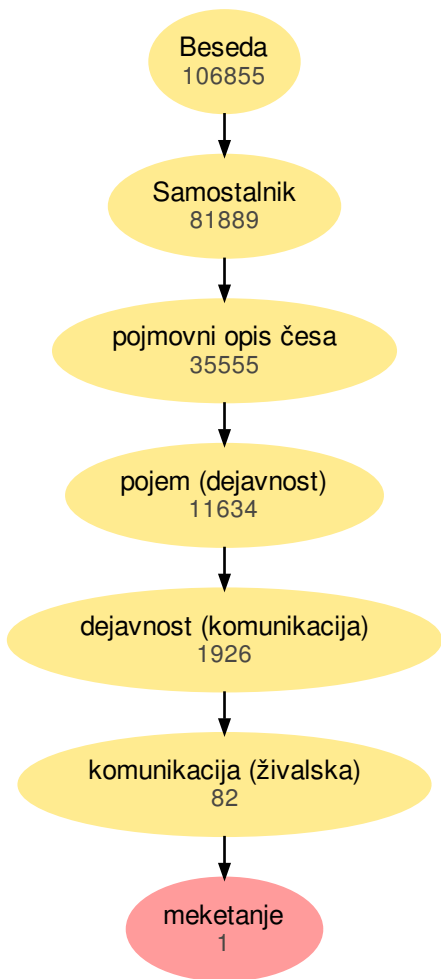 Beseda
106855
Samostalnik
81889
pojmovni opis česa
35555
pojem (dejavnost)
11634
dejavnost (komunikacija)
1926
komunikacija (živalska)
82
meketanje
1